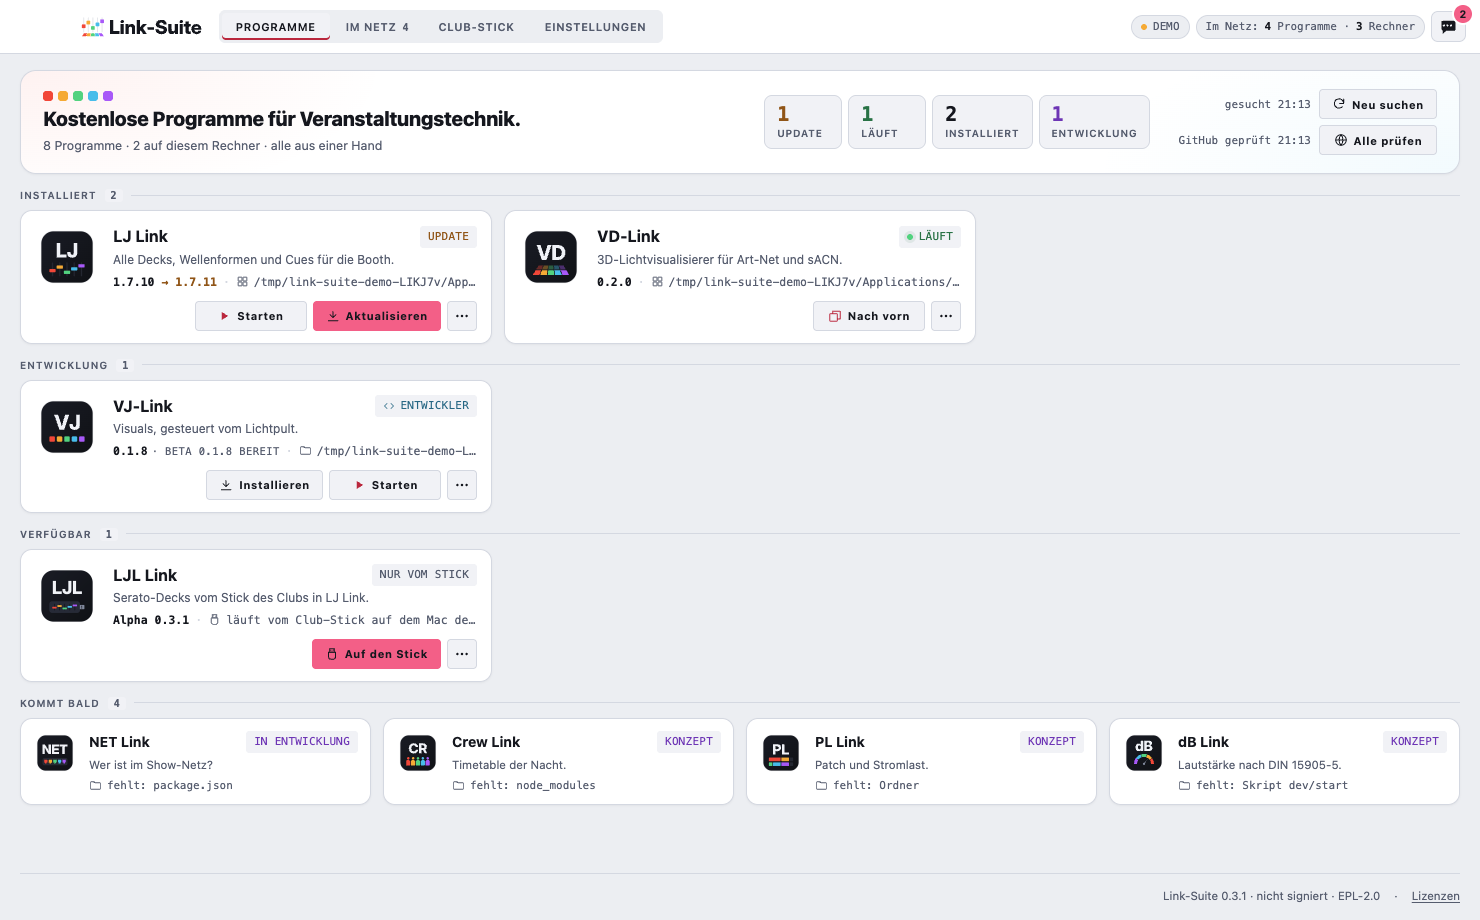 Link-Suite
PROGRAMME
IM NETZ 4
CLUB-STICK
EINSTELLUNGEN
DEMO
Im Netz: 4 Programme · 3 Rechner
2
Kostenlose Programme für Veranstaltungstechnik.
8 Programme · 2 auf diesem Rechner · alle aus einer Hand
1
UPDATE
1
LÄUFT
2
INSTALLIERT
1
ENTWICKLUNG
gesucht 21:13
Neu suchen
GitHub geprüft 21:13
Alle prüfen
INSTALLIERT 2
LJ
LJ Link
UPDATE
Alle Decks, Wellenformen und Cues für die Booth.
1.7.10 → 1.7.11 · /tmp/link-suite-demo-LIKJ7v/App…
Starten
Aktualisieren
VD
VD-Link
LÄUFT
3D-Lichtvisualisierer für Art-Net und sACN.
0.2.0 · /tmp/link-suite-demo-LIKJ7v/Applications/…
Nach vorn
ENTWICKLUNG 1
VJ
VJ-Link
<> ENTWICKLER
Visuals, gesteuert vom Lichtpult.
0.1.8 · BETA 0.1.8 BEREIT · /tmp/link-suite-demo-L…
Installieren
Starten
VERFÜGBAR 1
LJL
LJL Link
NUR VOM STICK
Serato-Decks vom Stick des Clubs in LJ Link.
Alpha 0.3.1 · läuft vom Club-Stick auf dem Mac de…
Auf den Stick
KOMMT BALD 4
NET
NET Link
IN ENTWICKLUNG
Wer ist im Show-Netz?
fehlt: package.json
CR
Crew Link
KONZEPT
Timetable der Nacht.
fehlt: node_modules
PL
PL Link
KONZEPT
Patch und Stromlast.
fehlt: Ordner
dB
dB Link
KONZEPT
Lautstärke nach DIN 15905-5.
fehlt: Skript dev/start
Link-Suite 0.3.1 · nicht signiert · EPL-2.0 · Lizenzen